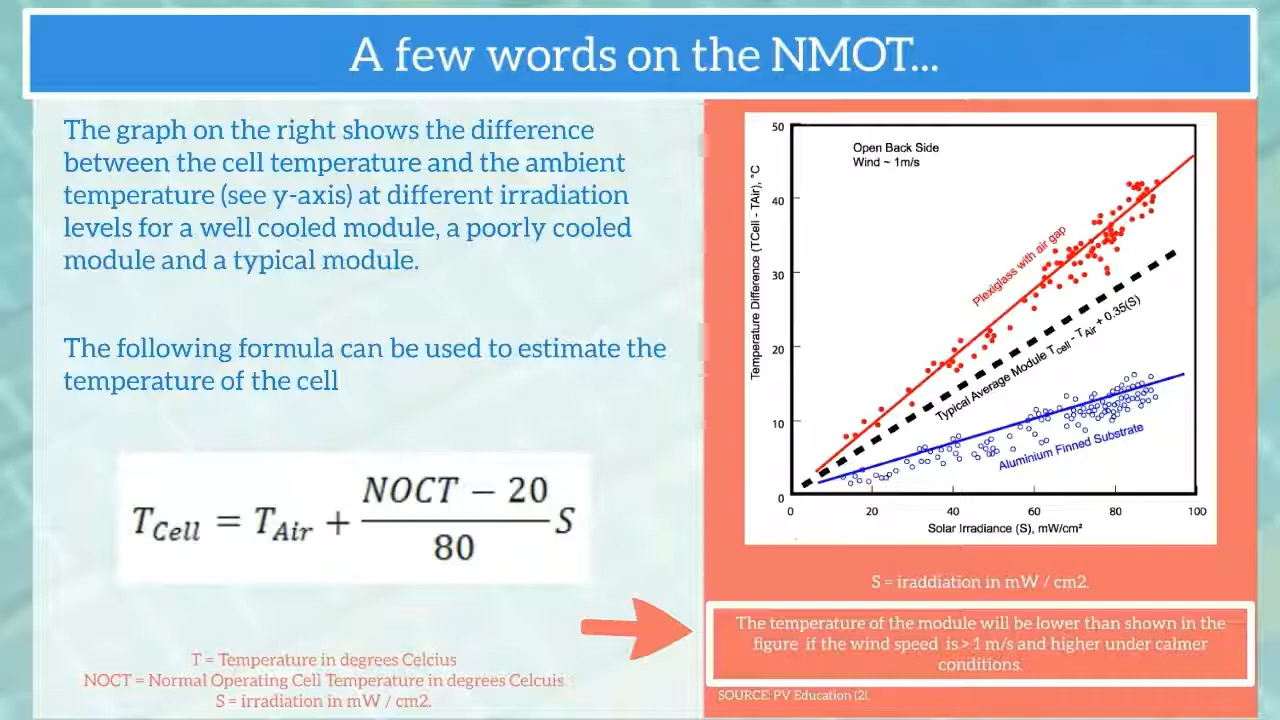 A few words on the NMOT...
The graph on the right shows the difference
between the cell temperature and the ambient
temperature (see y-axis) at different irradiation
levels for a well cooled module, a poorly cooled
module and a typical module.
The following formula can be used to estimate the
temperature of the cell
T_Cell = T_Air + (NOCT − 20)/80 S
T = Temperature in degrees Celcius
NOCT = Normal Operating Cell Temperature in degrees Celcuis
S = irradiation in mW / cm2.
Open Back Side
Wind ~ 1m/s
Temperature Difference (TCell - TAir), °C
50
40
30
20
10
0
Plexiglass with air gap
Typical Average Module T_cell - T_Air + 0.35(S)
Aluminium Finned Substrate
0 20 40 60 80 100
Solar Irradiance (S), mW/cm²
S = iraddiation in mW / cm2.
The temperature of the module will be lower than shown in the
figure if the wind speed is > 1 m/s and higher under calmer
conditions.
SOURCE: PV Education (2).